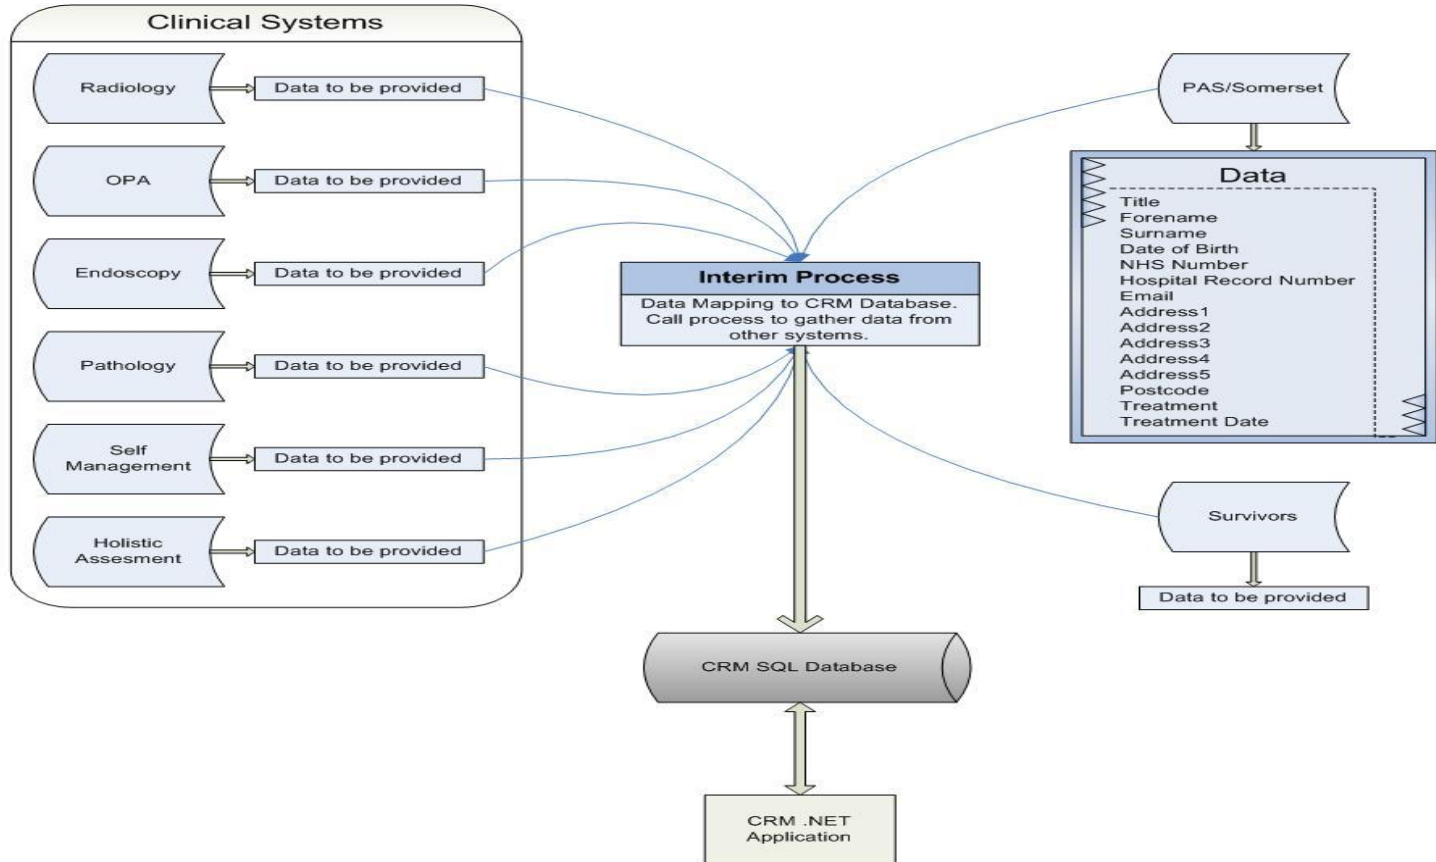 Clinical Systems
Radiology
Data to be provided
OPA
Data to be provided
Endoscopy
Data to be provided
Pathology
Data to be provided
Self
Management
Data to be provided
Holistic
Assesment
Data to be provided
Interim Process
Data Mapping to CRM Database.
Call process to gather data from
other systems.
CRM SQL Database
CRM .NET
Application
PAS/Somerset
Data
Title
Forename
Surname
Date of Birth
NHS Number
Hospital Record Number
Email
Address1
Address2
Address3
Address4
Address5
Postcode
Treatment
Treatment Date
Survivors
Data to be provided